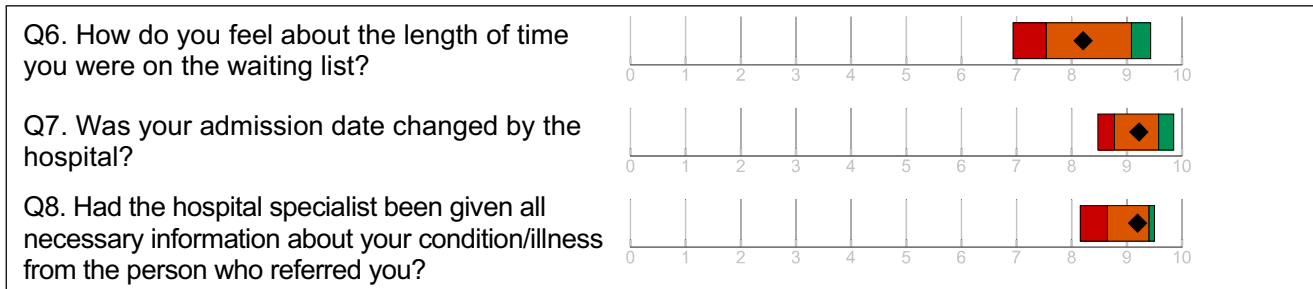 Q6. How do you feel about the length of time
you were on the waiting list?
0 1 2 3 4 5 6 7 8 9 10
Q7. Was your admission date changed by the
hospital?
0 1 2 3 4 5 6 7 8 9 10
Q8. Had the hospital specialist been given all
necessary information about your condition/illness
from the person who referred you?
0 1 2 3 4 5 6 7 8 9 10